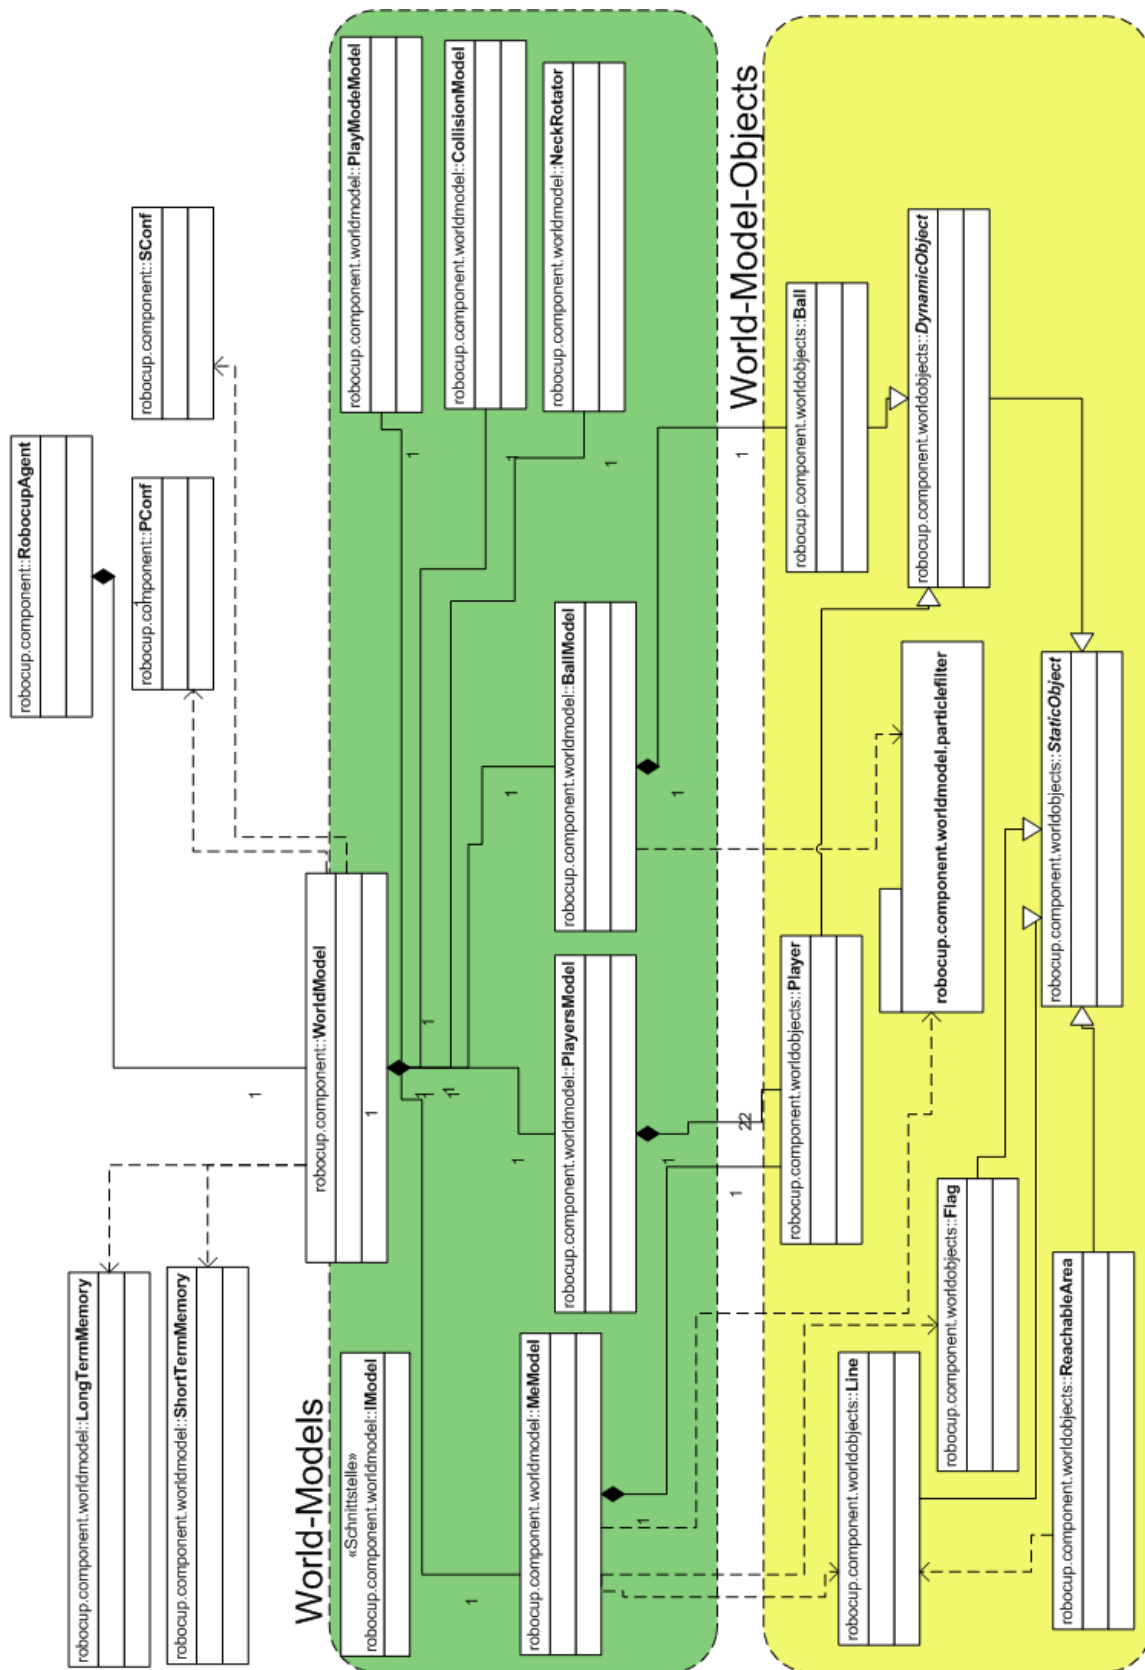 robocup.component::RobocupAgent
1
robocup.component.worldmodel::LongTermMemory
robocup.component.worldmodel::ShortTermMemory
robocup.component::PConf
robocup.component::SConf
1
robocup.component::WorldModel
1
World-Models
«Schnittstelle»
robocup.component.worldmodel::IModel
robocup.component.worldmodel::PlayModeModel
1
robocup.component.worldmodel::CollisionModel
1
robocup.component.worldmodel::NeckRotator
1
1
1
1
1
1
1
1
1
robocup.component.worldmodel::MeModel
robocup.component.worldmodel::PlayersModel
robocup.component.worldmodel::BallModel
1
1
1
World-Model-Objects
1
22
1
robocup.component.worldobjects::Player
robocup.component.worldobjects::Ball
robocup.component.worldobjects::Line
robocup.component.worldmodel.particlefilter
robocup.component.worldobjects::DynamicObject
robocup.component.worldobjects::Flag
robocup.component.worldobjects::ReachableArea
robocup.component.worldobjects::StaticObject